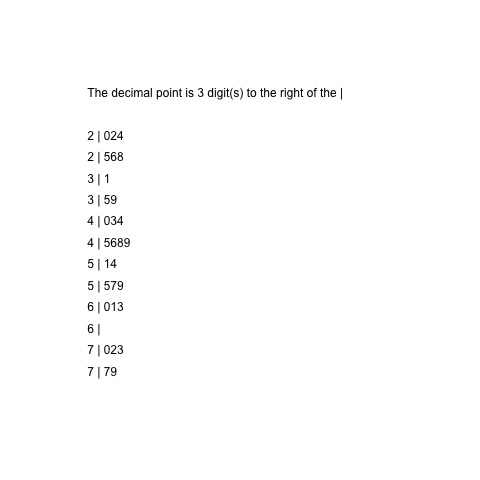 The decimal point is 3 digit(s) to the right of the |
2 | 024
2 | 568
3 | 1
3 | 59
4 | 034
4 | 5689
5 | 14
5 | 579
6 | 013
6 |
7 | 023
7 | 79